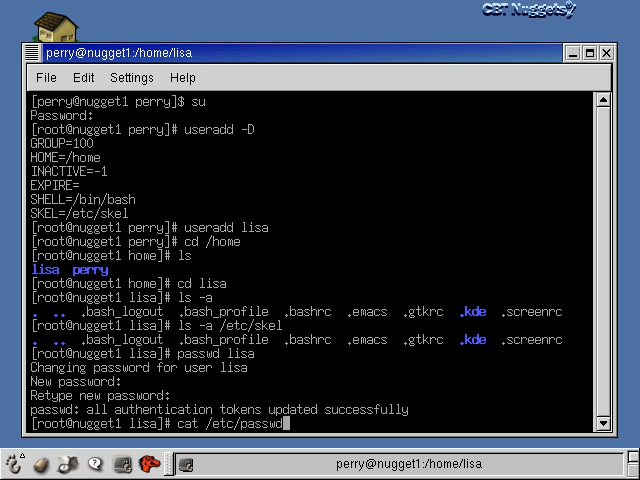 CBT Nuggets
perry@nugget1:/home/lisa
File Edit Settings Help
[perry@nugget1 perry]$ su
Password:
[root@nugget1 perry]# useradd -D
GROUP=100
HOME=/home
INACTIVE=-1
EXPIRE=
SHELL=/bin/bash
SKEL=/etc/skel
[root@nugget1 perry]# useradd lisa
[root@nugget1 perry]# cd /home
[root@nugget1 home]# ls
lisa perry
[root@nugget1 home]# cd lisa
[root@nugget1 lisa]# ls -a
. .. .bash_logout .bash_profile .bashrc .emacs .gtkrc .kde .screenrc
[root@nugget1 lisa]# ls -a /etc/skel
. .. .bash_logout .bash_profile .bashrc .emacs .gtkrc .kde .screenrc
[root@nugget1 lisa]# passwd lisa
Changing password for user lisa
New password:
Retype new password:
passwd: all authentication tokens updated successfully
[root@nugget1 lisa]# cat /etc/passwd
perry@nugget1:/home/lisa